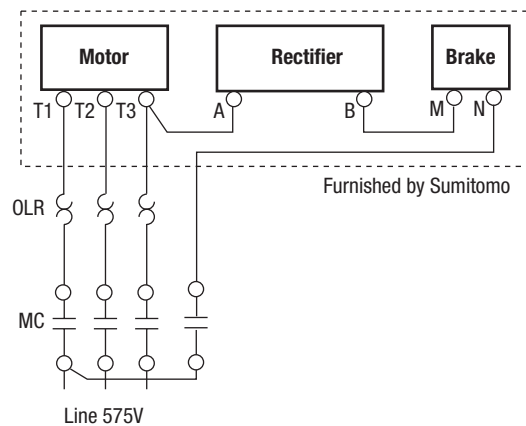 Motor Rectifier Brake
T1 T2 T3 A B M N
Furnished by Sumitomo
OLR
MC
Line 575V